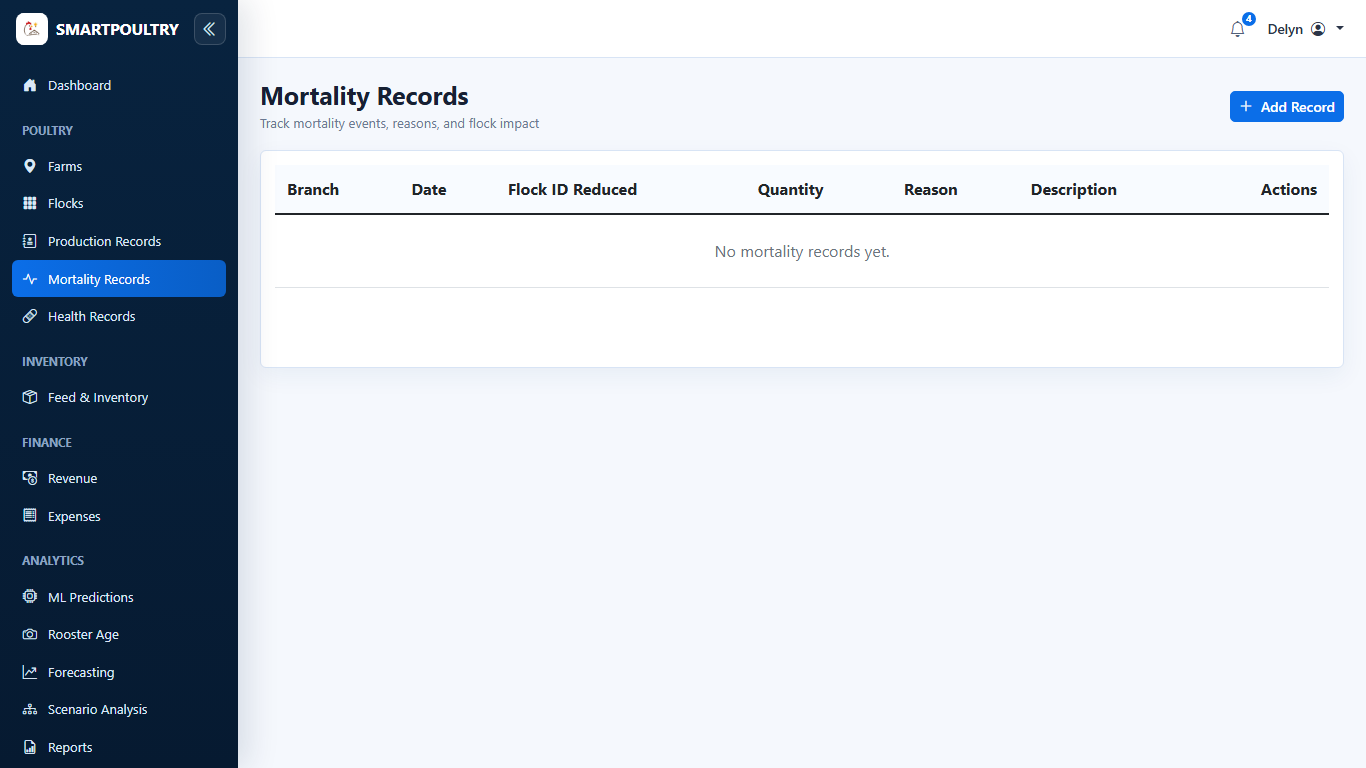 SMARTPOULTRY
4
Delyn
Dashboard
POULTRY
Farms
Flocks
Production Records
Mortality Records
Health Records
INVENTORY
Feed & Inventory
FINANCE
Revenue
Expenses
ANALYTICS
ML Predictions
Rooster Age
Forecasting
Scenario Analysis
Reports
Mortality Records
Track mortality events, reasons, and flock impact
+ Add Record
Branch Date Flock ID Reduced Quantity Reason Description Actions
No mortality records yet.